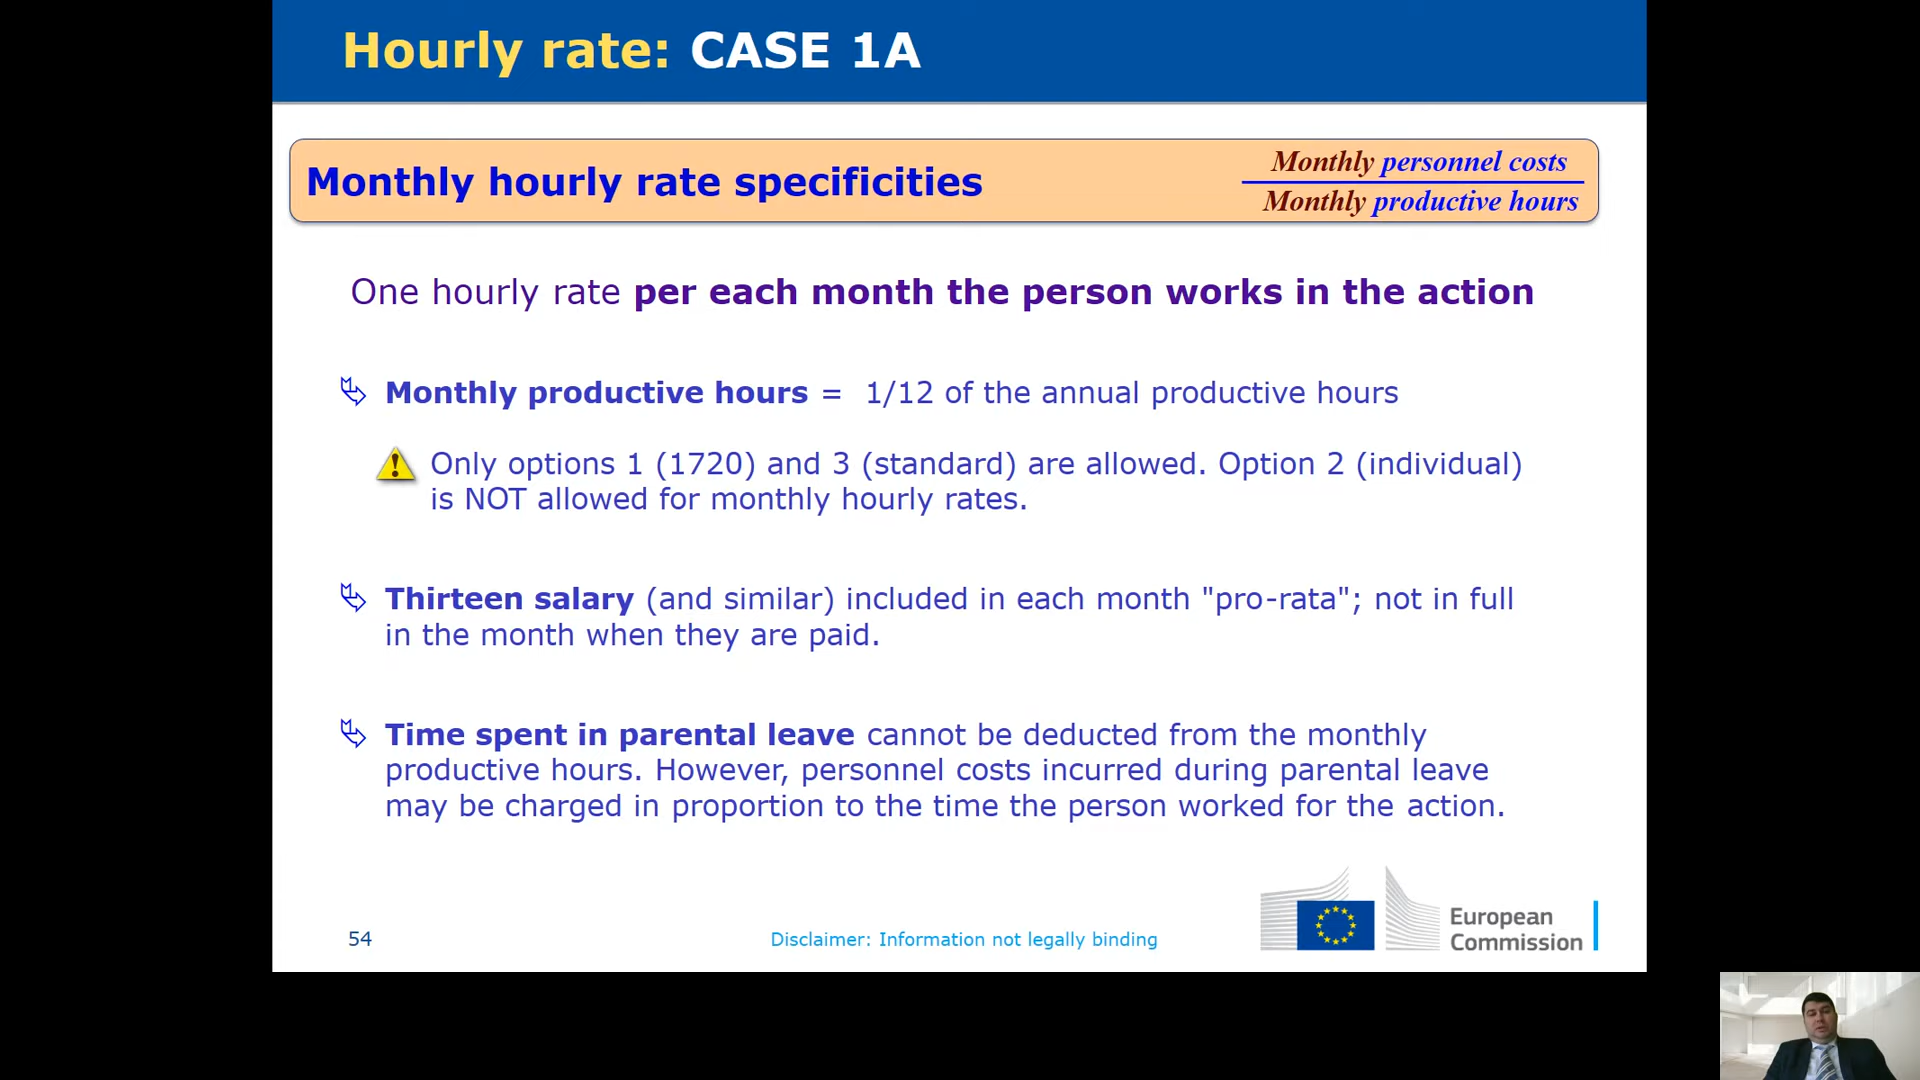 Hourly rate: CASE 1A
Monthly hourly rate specificities
Monthly personnel costs
Monthly productive hours
One hourly rate per each month the person works in the action
Monthly productive hours = 1/12 of the annual productive hours
Only options 1 (1720) and 3 (standard) are allowed. Option 2 (individual)
is NOT allowed for monthly hourly rates.
Thirteen salary (and similar) included in each month "pro-rata"; not in full
in the month when they are paid.
Time spent in parental leave cannot be deducted from the monthly
productive hours. However, personnel costs incurred during parental leave
may be charged in proportion to the time the person worked for the action.
54
Disclaimer: Information not legally binding
European
Commission